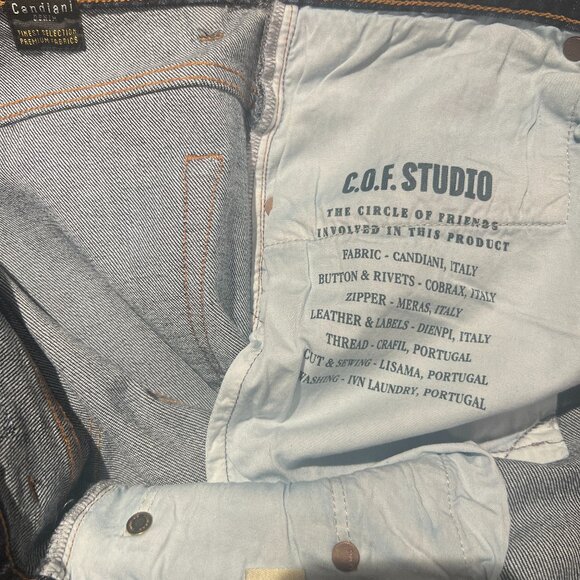 Candiani
DENIM
FINEST SELECTION
PREMIUM FABRICS
C.O.F. STUDIO
THE CIRCLE OF FRIENDS
INVOLVED IN THIS PRODUCT
FABRIC - CANDIANI, ITALY
BUTTON & RIVETS - COBRAX, ITALY
ZIPPER - MERAS, ITALY
LEATHER & LABELS - DIENPI, ITALY
THREAD - CRAFIL, PORTUGAL
CUT & SEWING - LISAMA, PORTUGAL
WASHING - IVN LAUNDRY, PORTUGAL